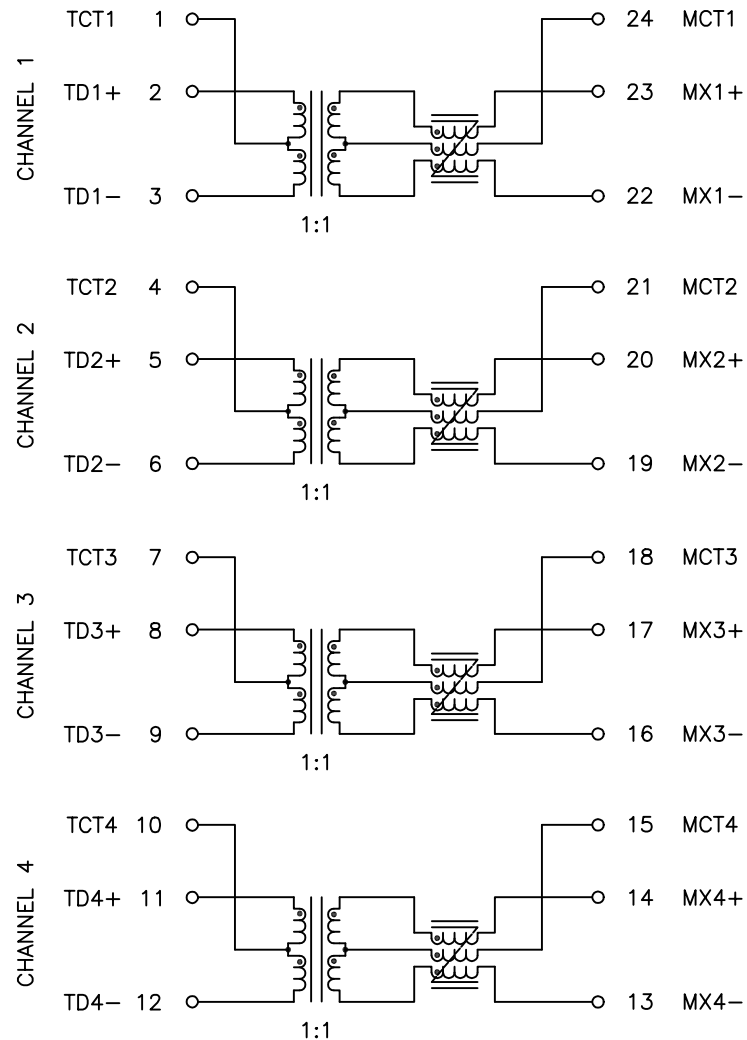 CHANNEL 1
TCT1 1 24 MCT1
TD1+ 2 23 MX1+
TD1− 3 22 MX1−
1:1
CHANNEL 2
TCT2 4 21 MCT2
TD2+ 5 20 MX2+
TD2− 6 19 MX2−
1:1
CHANNEL 3
TCT3 7 18 MCT3
TD3+ 8 17 MX3+
TD3− 9 16 MX3−
1:1
CHANNEL 4
TCT4 10 15 MCT4
TD4+ 11 14 MX4+
TD4− 12 13 MX4−
1:1